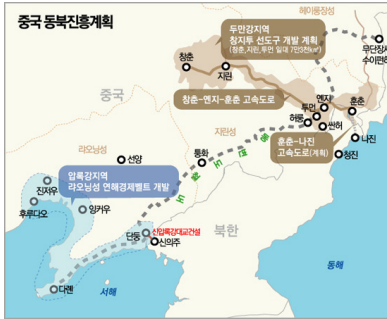 중국 동북진흥계획
헤이룽장성
두만강지역
창지투 선도구 개발 계획
(창춘,지린,투먼 일대 7만3천㎢)
무단장시
수이펀허
창춘
지린
중국
창춘-옌지-훈춘 고속도로
옌지
투먼
훈춘
허룽
싼허
지린성
훈춘-나진
고속도로(계획)
나진
청진
랴오닝성
선양
통화
동변도철도
압록강지역
랴오닝성 연해경제벨트 개발
진저우
후루다오
잉커우
북한
단둥
신압록강대교건설
신의주
다롄
서해
동해